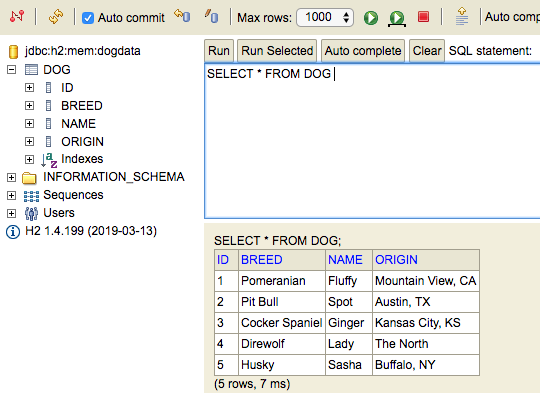 Auto commit Max rows: 1000 Auto comp
jdbc:h2:mem:dogdata
DOG
ID
BREED
NAME
ORIGIN
Indexes
INFORMATION_SCHEMA
Sequences
Users
H2 1.4.199 (2019-03-13)
Run Run Selected Auto complete Clear SQL statement:
SELECT * FROM DOG
SELECT * FROM DOG;
ID BREED NAME ORIGIN
1 Pomeranian Fluffy Mountain View, CA
2 Pit Bull Spot Austin, TX
3 Cocker Spaniel Ginger Kansas City, KS
4 Direwolf Lady The North
5 Husky Sasha Buffalo, NY
(5 rows, 7 ms)